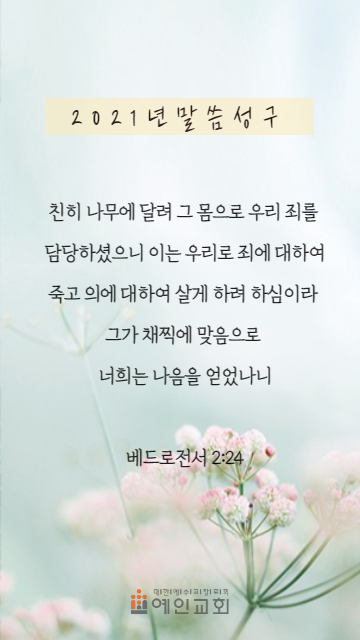 2021년말씀성구
친히 나무에 달려 그 몸으로 우리 죄를
담당하셨으니 이는 우리로 죄에 대하여
죽고 의에 대하여 살게 하려 하심이라
그가 채찍에 맞음으로
너희는 나음을 얻었나니
베드로전서 2:24
예인교회